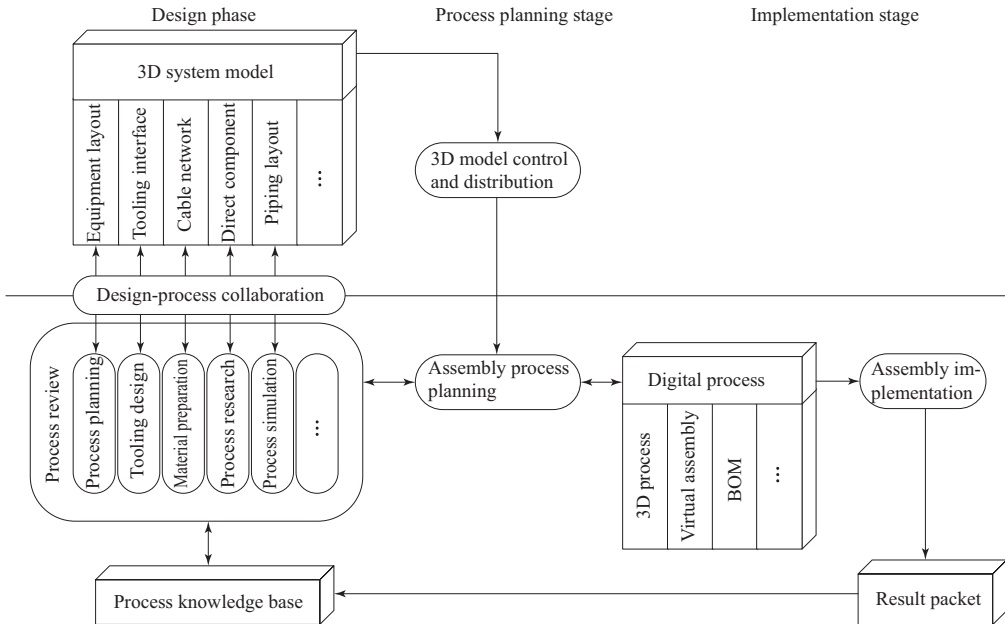 Design phase
Process planning stage
Implementation stage
3D system model
Equipment layout
Tooling interface
Cable network
Direct component
Piping layout
...
3D model control
and distribution
Design-process collaboration
Process review
Process planning
Tooling design
Material preparation
Process research
Process simulation
...
Assembly process
planning
Digital process
3D process
Virtual assembly
BOM
...
Assembly im-
plementation
Process knowledge base
Result packet